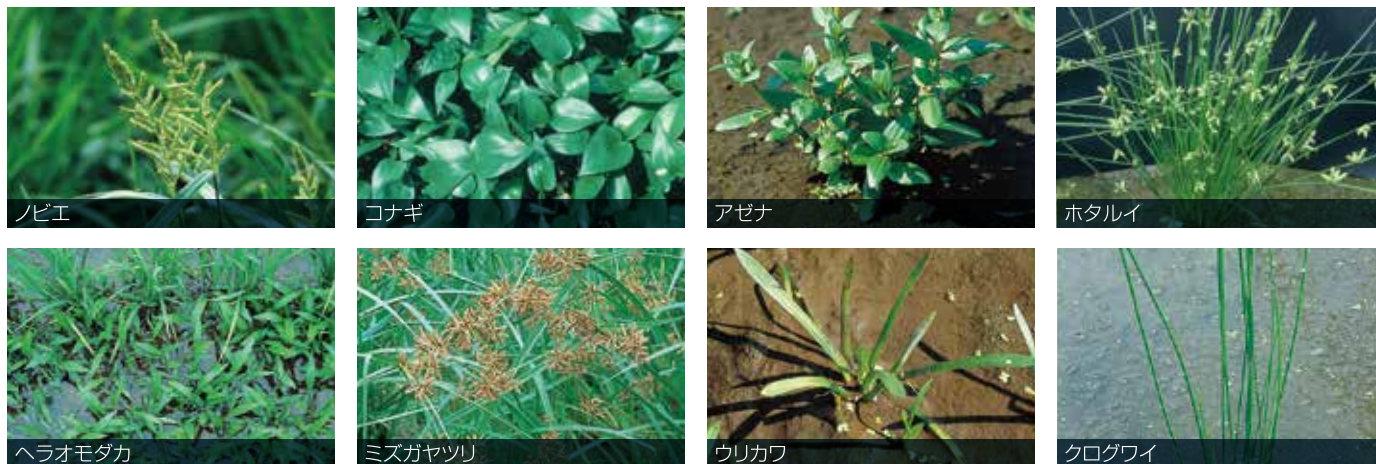 ノビエ
コナギ
アゼナ
ホタルイ
ヘラオモダカ
ミズガヤツリ
ウリカワ
クログワイ